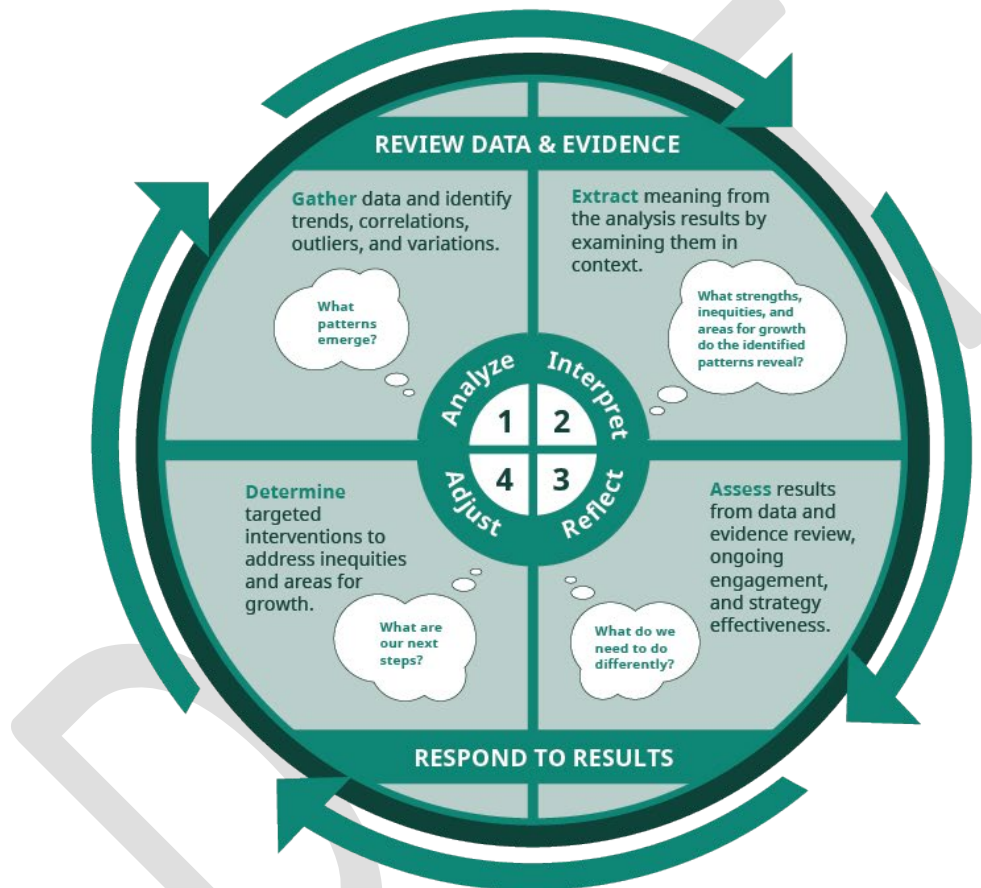 REVIEW DATA & EVIDENCE
Gather data and identify
trends, correlations,
outliers, and variations.
What
patterns
emerge?
Extract meaning from
the analysis results by
examining them in
context.
What strengths,
inequities, and
areas for growth
do the identified
patterns reveal?
Analyze
Interpret
1
2
4
3
Adjust
Reflect
Determine
targeted
interventions to
address inequities
and areas for
growth.
What are
our next
steps?
Assess results
from data and
evidence review,
ongoing
engagement,
and strategy
effectiveness.
What do we
need to do
differently?
RESPOND TO RESULTS